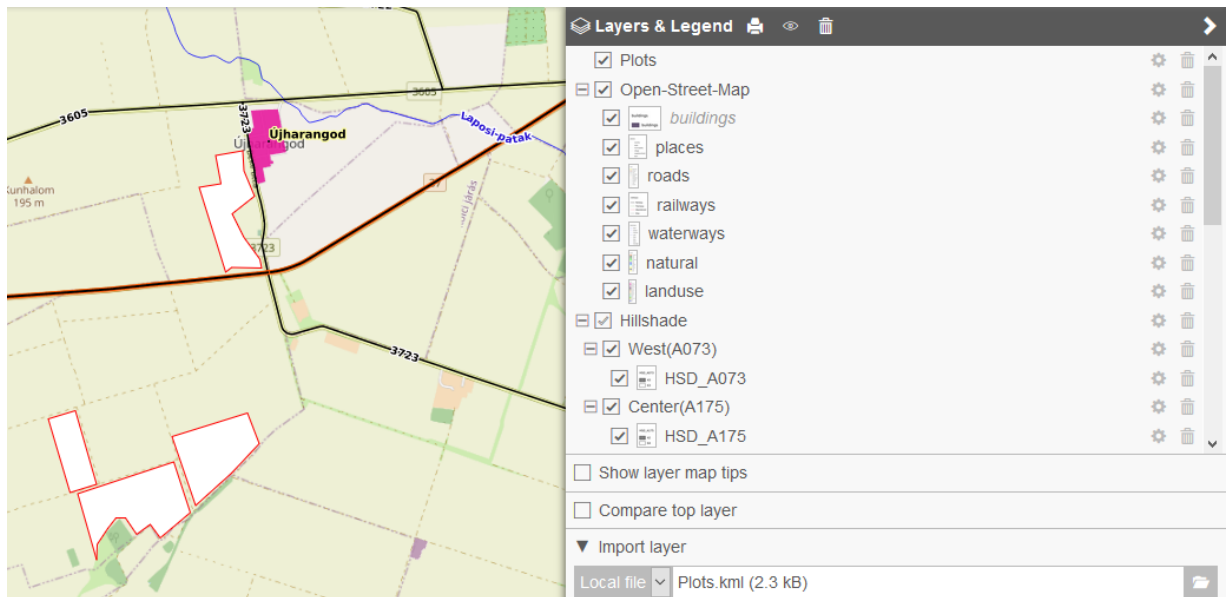 3605
3605
3723
Újharangod
Újharangod
Laposi-patak
Kunhalom
195 m
37
3723
3723
Layers & Legend
Plots
Open-Street-Map
buildings
places
roads
railways
waterways
natural
landuse
Hillshade
West(A073)
HSD_A073
Center(A175)
HSD_A175
Show layer map tips
Compare top layer
Import layer
Local file Plots.kml (2.3 kB)